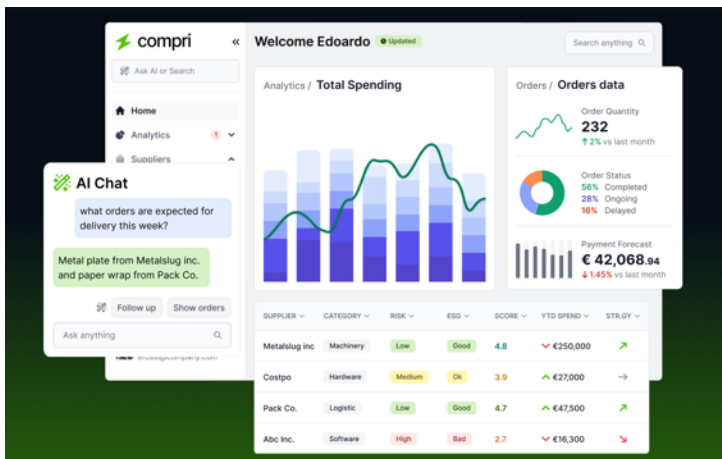 compri «
Ask AI or Search
Home
Analytics 1
Suppliers
Welcome Edoardo Updated
Search anything
Analytics / Total Spending
Orders / Orders data
Order Quantity
232
↑ 2% vs last month
Order Status
56% Completed
28% Ongoing
16% Delayed
Payment Forecast
€ 42,068.94
↓ 1.45% vs last month
AI Chat
what orders are expected for
delivery this week?
Metal plate from Metalslug inc.
and paper wrap from Pack Co.
Follow up Show orders
Ask anything
SUPPLIER CATEGORY RISK ESG SCORE YTD SPEND STR.GY
Metalslug inc Machinery Low Good 4.8 €250,000
Costpo Hardware Medium Ok 3.9 €27,000
Pack Co. Logistic Low Good 4.7 €47,500
Abc Inc. Software High Bad 2.7 €16,300